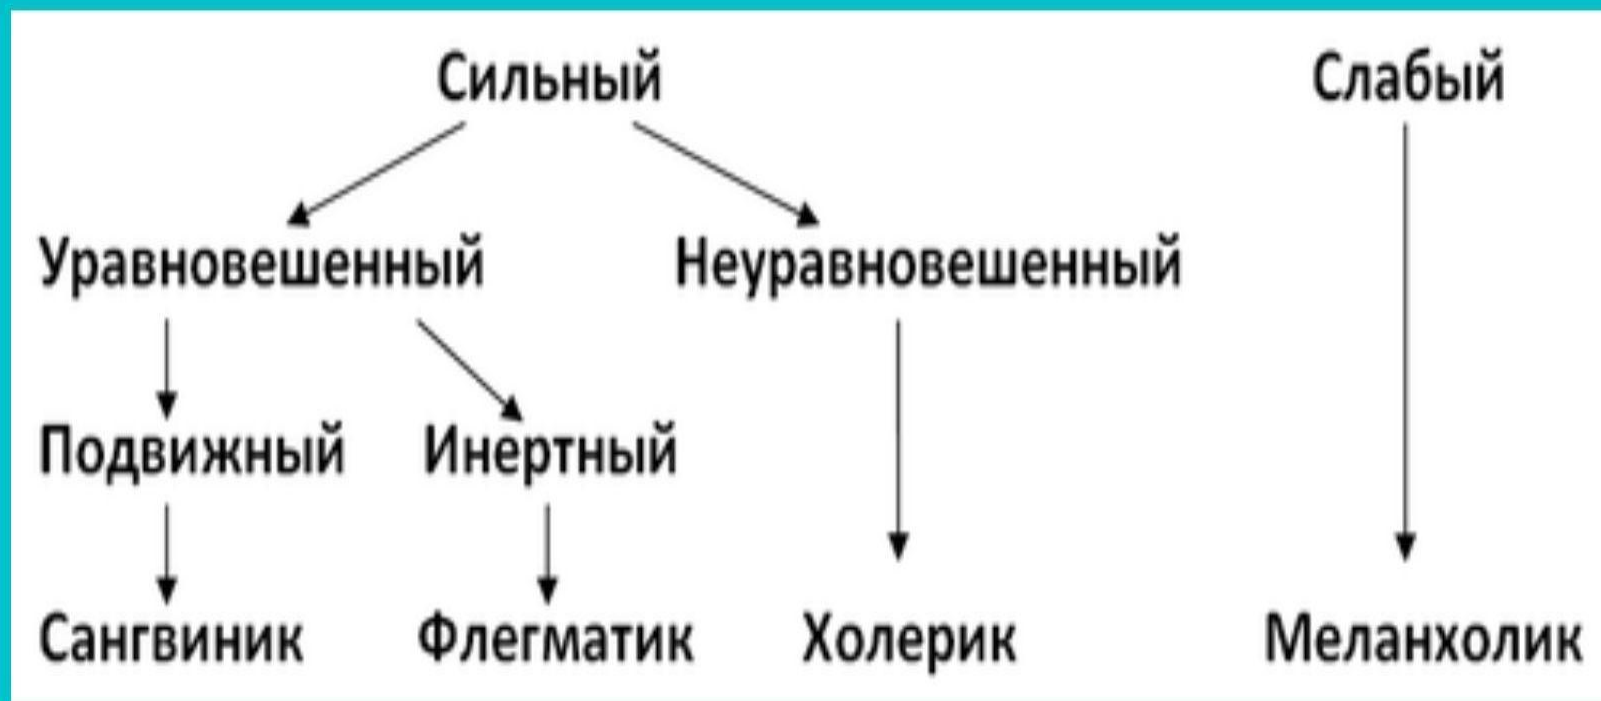 Сильный Слабый
Уравновешенный Неуравновешенный
Подвижный Инертный
Сангвиник Флегматик Холерик Меланхолик